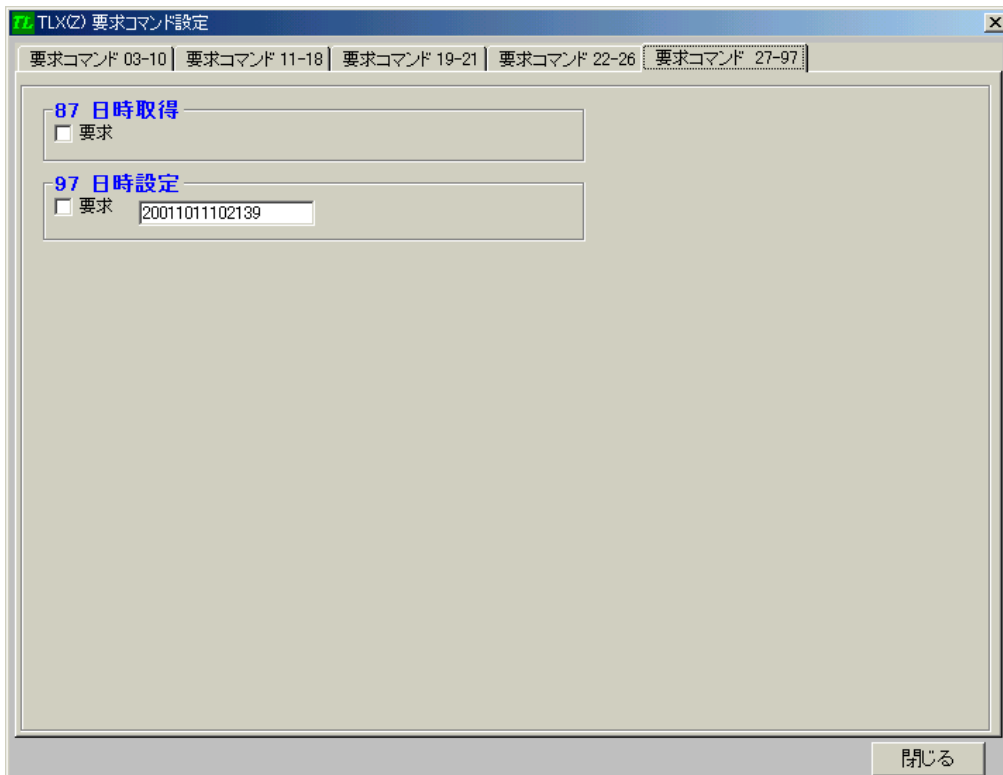 TL TLX(Z) 要求コマンド設定
要求コマンド 03-10 要求コマンド 11-18 要求コマンド 19-21 要求コマンド 22-26 要求コマンド 27-97
87 日時取得
要求
97 日時設定
要求 20011011102139
閉じる